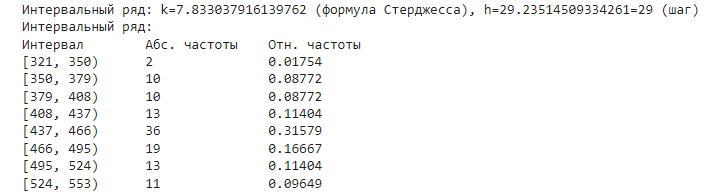 Интервальный ряд: k=7.833037916139762 (формула Стерджесса), h=29.23514509334261=29 (шаг)
Интервальный ряд:
Интервал Абс. частоты Отн. частоты
[321, 350) 2 0.01754
[350, 379) 10 0.08772
[379, 408) 10 0.08772
[408, 437) 13 0.11404
[437, 466) 36 0.31579
[466, 495) 19 0.16667
[495, 524) 13 0.11404
[524, 553) 11 0.09649